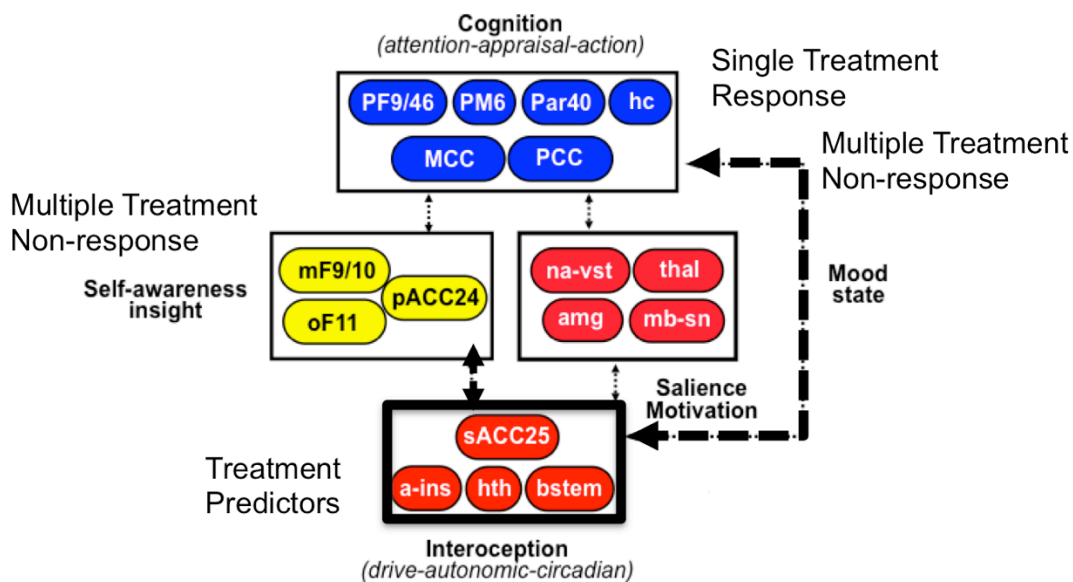 Cognition
(attention-appraisal-action)
Single Treatment
Response
PF9/46 PM6 Par40 hc
MCC PCC
Multiple Treatment
Non-response
Multiple Treatment
Non-response
mF9/10
pACC24
oF11
Self-awareness
insight
na-vst thal
amg mb-sn
Mood
state
Salience
Motivation
sACC25
a-ins hth bstem
Treatment
Predictors
Interoception
(drive-autonomic-circadian)